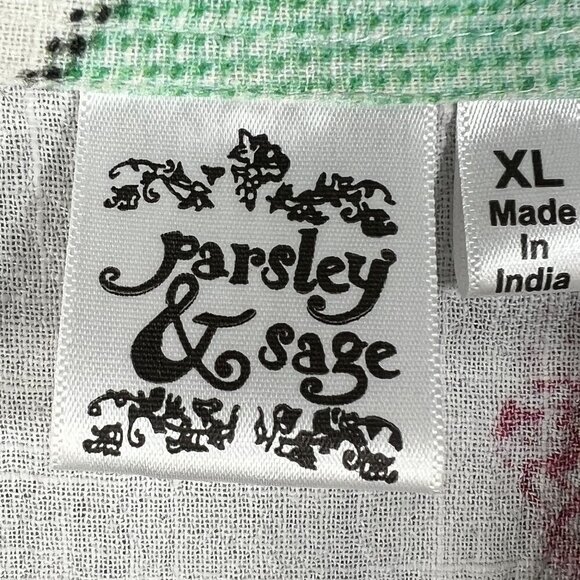 Parsley
& sage
XL
Made
In
India